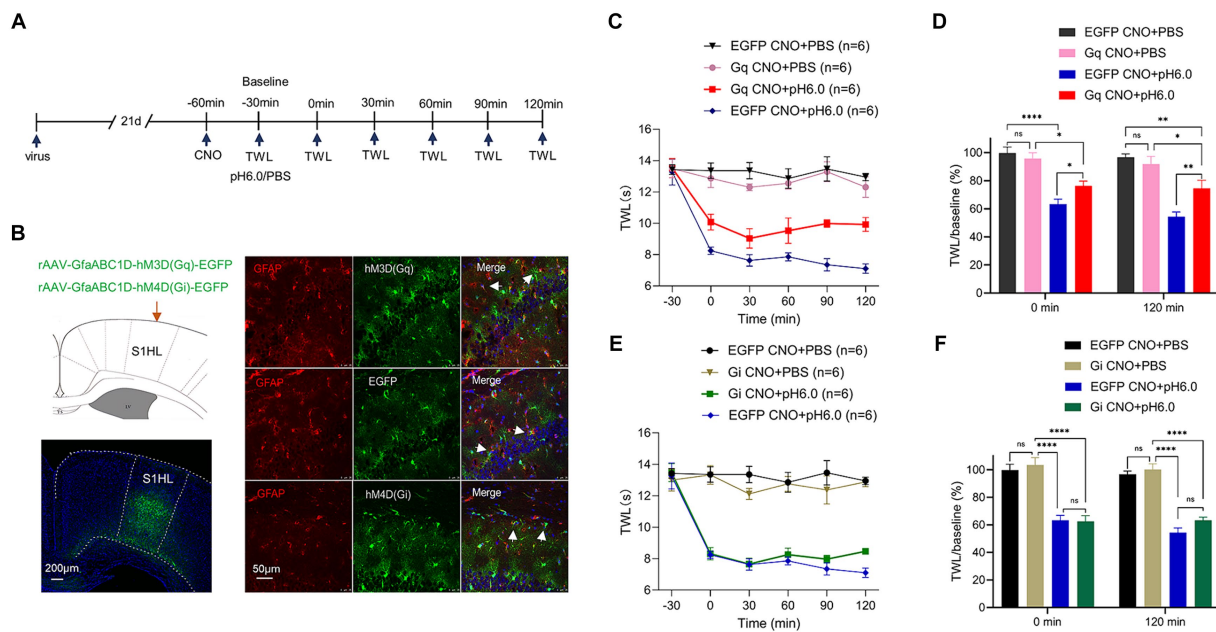 A
Baseline
-60min -30min 0min 30min 60min 90min 120min
21d
virus CNO TWL TWL TWL TWL TWL TWL
pH6.0/PBS
B
rAAV-GfaABC1D-hM3D(Gq)-EGFP
rAAV-GfaABC1D-hM4D(Gi)-EGFP
S1HL
LV
S1HL
200μm
GFAP hM3D(Gq) Merge
GFAP EGFP Merge
GFAP hM4D(Gi) Merge
50μm
C
EGFP CNO+PBS (n=6)
Gq CNO+PBS (n=6)
Gq CNO+pH6.0 (n=6)
EGFP CNO+pH6.0 (n=6)
TWL(s)
16
14
12
10
8
6
-30 0 30 60 90 120
Time (min)
D
EGFP CNO+PBS
Gq CNO+PBS
EGFP CNO+pH6.0
Gq CNO+pH6.0
TWL/baseline (%)
100
80
60
40
20
0
**** ns * *
** ns * **
0 min 120 min
E
EGFP CNO+PBS (n=6)
Gi CNO+PBS (n=6)
Gi CNO+pH6.0 (n=6)
EGFP CNO+pH6.0 (n=6)
TWL(s)
16
14
12
10
8
6
-30 0 30 60 90 120
Time (min)
F
EGFP CNO+PBS
Gi CNO+PBS
EGFP CNO+pH6.0
Gi CNO+pH6.0
TWL/baseline (%)
100
80
60
40
20
0
**** ns **** ns
**** ns **** ns
0 min 120 min